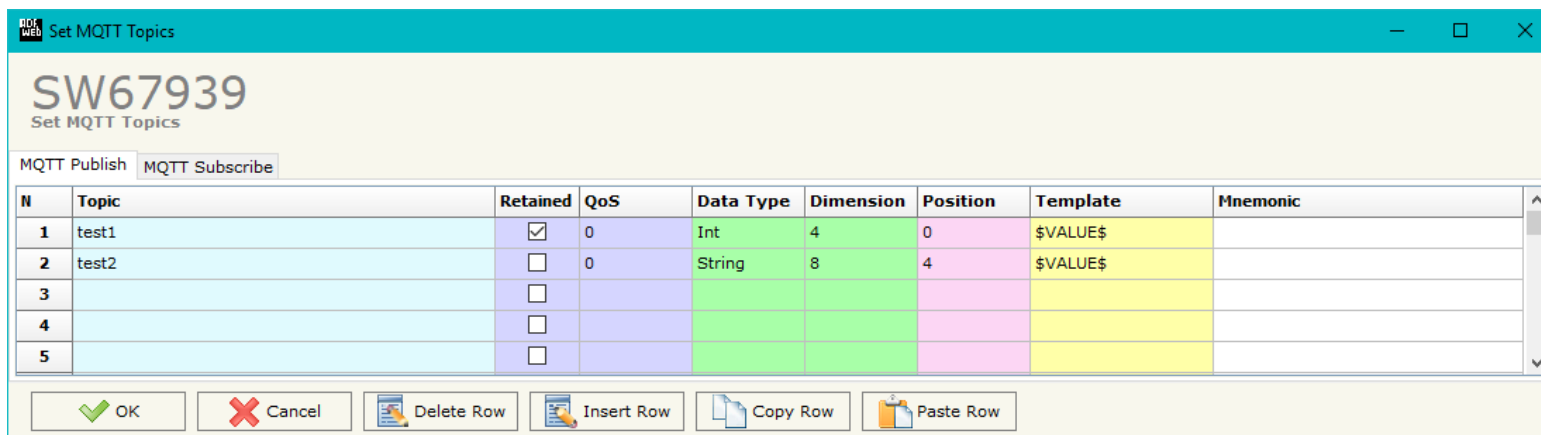 ADF WEB Set MQTT Topics
SW67939
Set MQTT Topics
MQTT Publish MQTT Subscribe
N Topic Retained QoS Data Type Dimension Position Template Mnemonic
1 test1 0 Int 4 0 $VALUE$
2 test2 0 String 8 4 $VALUE$
3
4
5
OK Cancel Delete Row Insert Row Copy Row Paste Row